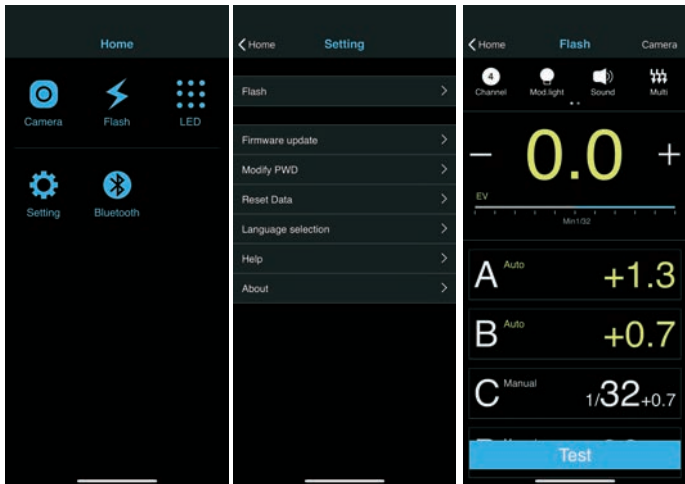 Home
Camera
Flash
LED
Setting
Bluetooth
Home
Setting
Flash
Firmware update
Modify PWD
Reset Data
Language selection
Help
About
Home
Flash
Camera
4
Channel
Mod.light
Sound
Multi
− 0.0 +
EV
Min1/32
A Auto +1.3
B Auto +0.7
C Manual 1/32+0.7
Test